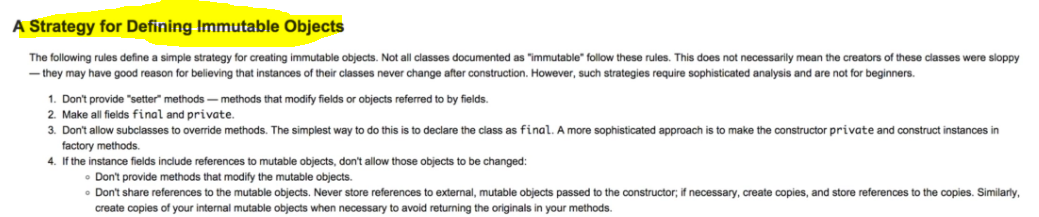 A Strategy for Defining Immutable Objects
The following rules define a simple strategy for creating immutable objects. Not all classes documented as "immutable" follow these rules. This does not necessarily mean the creators of these classes were sloppy
— they may have good reason for believing that instances of their classes never change after construction. However, such strategies require sophisticated analysis and are not for beginners.
1. Don't provide "setter" methods — methods that modify fields or objects referred to by fields.
2. Make all fields final and private.
3. Don't allow subclasses to override methods. The simplest way to do this is to declare the class as final. A more sophisticated approach is to make the constructor private and construct instances in
factory methods.
4. If the instance fields include references to mutable objects, don't allow those objects to be changed:
◦ Don't provide methods that modify the mutable objects.
◦ Don't share references to the mutable objects. Never store references to external, mutable objects passed to the constructor; if necessary, create copies, and store references to the copies. Similarly,
create copies of your internal mutable objects when necessary to avoid returning the originals in your methods.